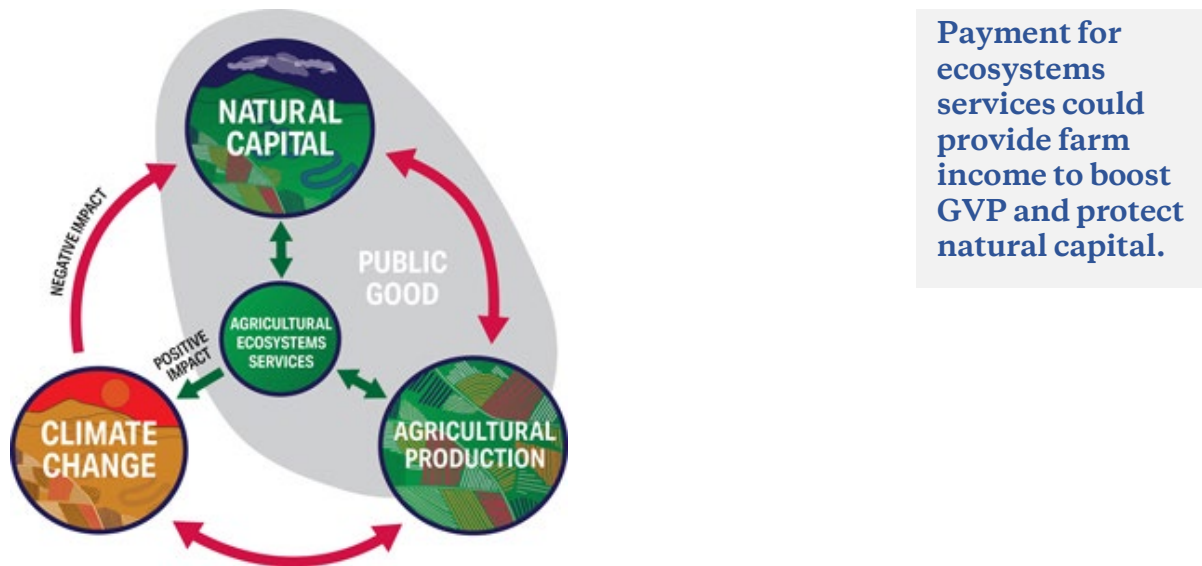 NATURAL
CAPITAL
NEGATIVE IMPACT
PUBLIC
GOOD
AGRICULTURAL
ECOSYSTEMS
SERVICES
POSITIVE
IMPACT
CLIMATE
CHANGE
AGRICULTURAL
PRODUCTION
Payment for
ecosystems
services could
provide farm
income to boost
GVP and protect
natural capital.